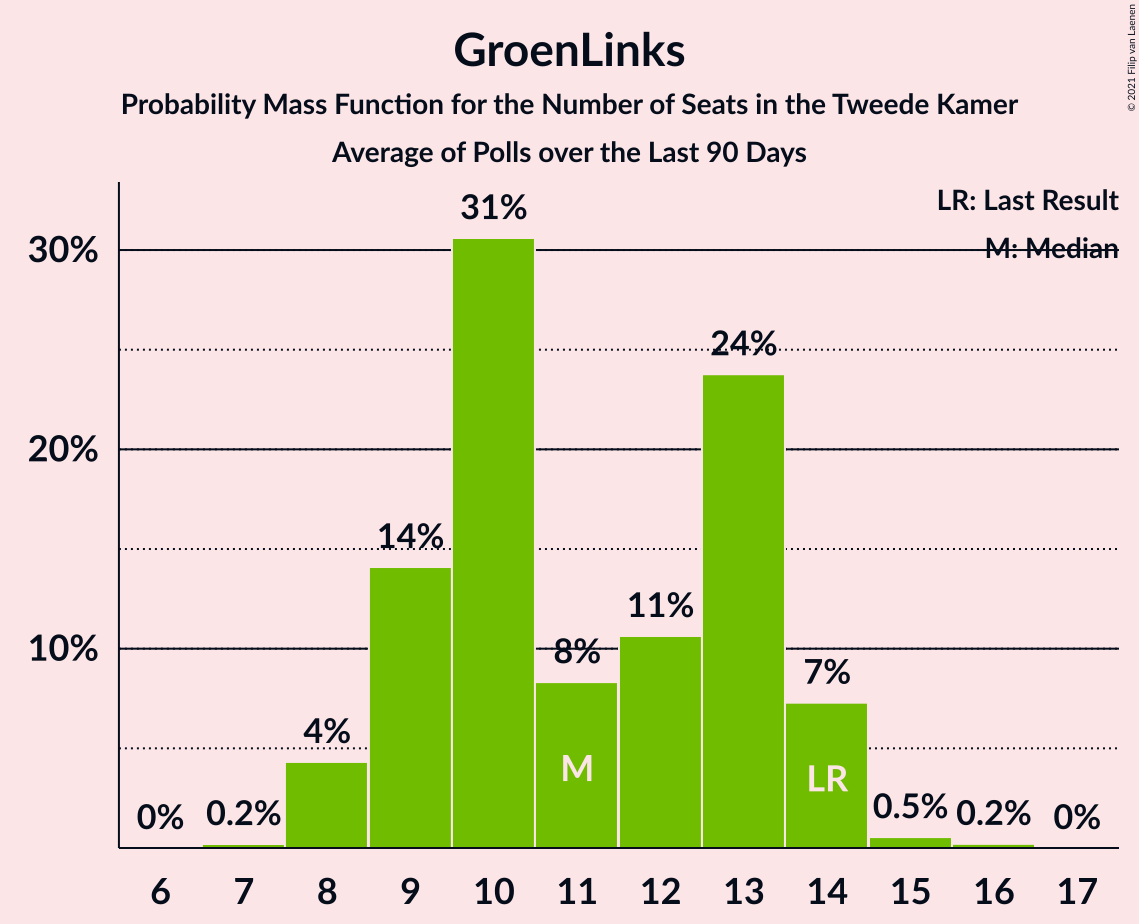 GroenLinks
Probability Mass Function for the Number of Seats in the Tweede Kamer
Average of Polls over the Last 90 Days
© 2021 Filip van Laenen
LR: Last Result
M: Median
30%
20%
10%
0%
0.2%
4%
14%
31%
8%
11%
24%
7%
0.5%
0.2%
0%
M
LR
6 7 8 9 10 11 12 13 14 15 16 17